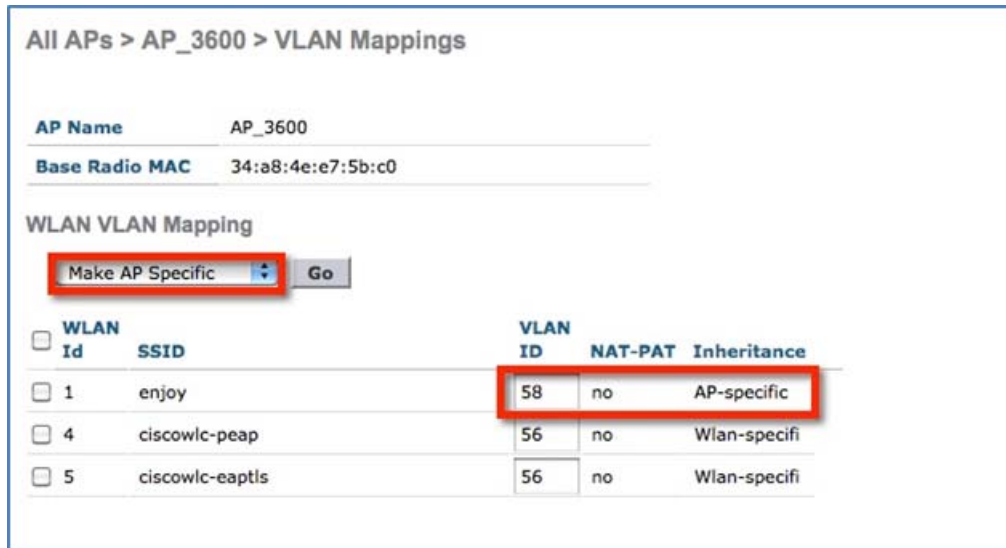 All APs > AP_3600 > VLAN Mappings
AP Name AP_3600
Base Radio MAC 34:a8:4e:e7:5b:c0
WLAN VLAN Mapping
Make AP Specific Go
WLAN Id SSID VLAN ID NAT-PAT Inheritance
1 enjoy 58 no AP-specific
4 ciscowlc-peap 56 no Wlan-specifi
5 ciscowlc-eaptls 56 no Wlan-specifi